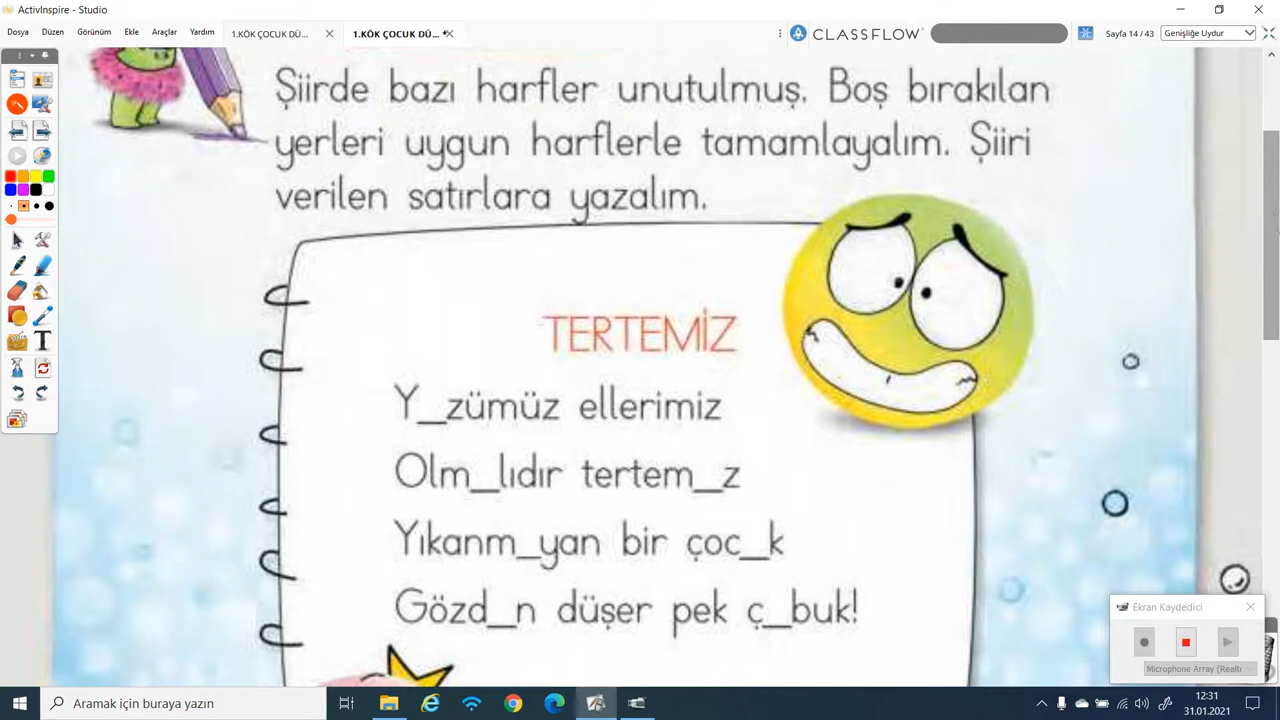 ActivInspire - Studio
Dosya Düzen Görünüm Ekle Araçlar Yardım
1.KÖK ÇOCUK DÜ...
1.KÖK ÇOCUK DÜ...*
CLASSFLOW
Sayfa 14 / 43
Genişliğe Uydur
Şiirde bazı harfler unutulmuş. Boş bırakılan
yerleri uygun harflerle tamamlayalım. Şiiri
verilen satırlara yazalım.
TERTEMİZ
Y_zümüz ellerimiz
Olm_lıdır tertem_z
Yıkanm_yan bir çoc_k
Gözd_n düşer pek ç_buk!
Ekran Kaydedici
Microphone Array (Realte
Aramak için buraya yazın
12:31
31.01.2021